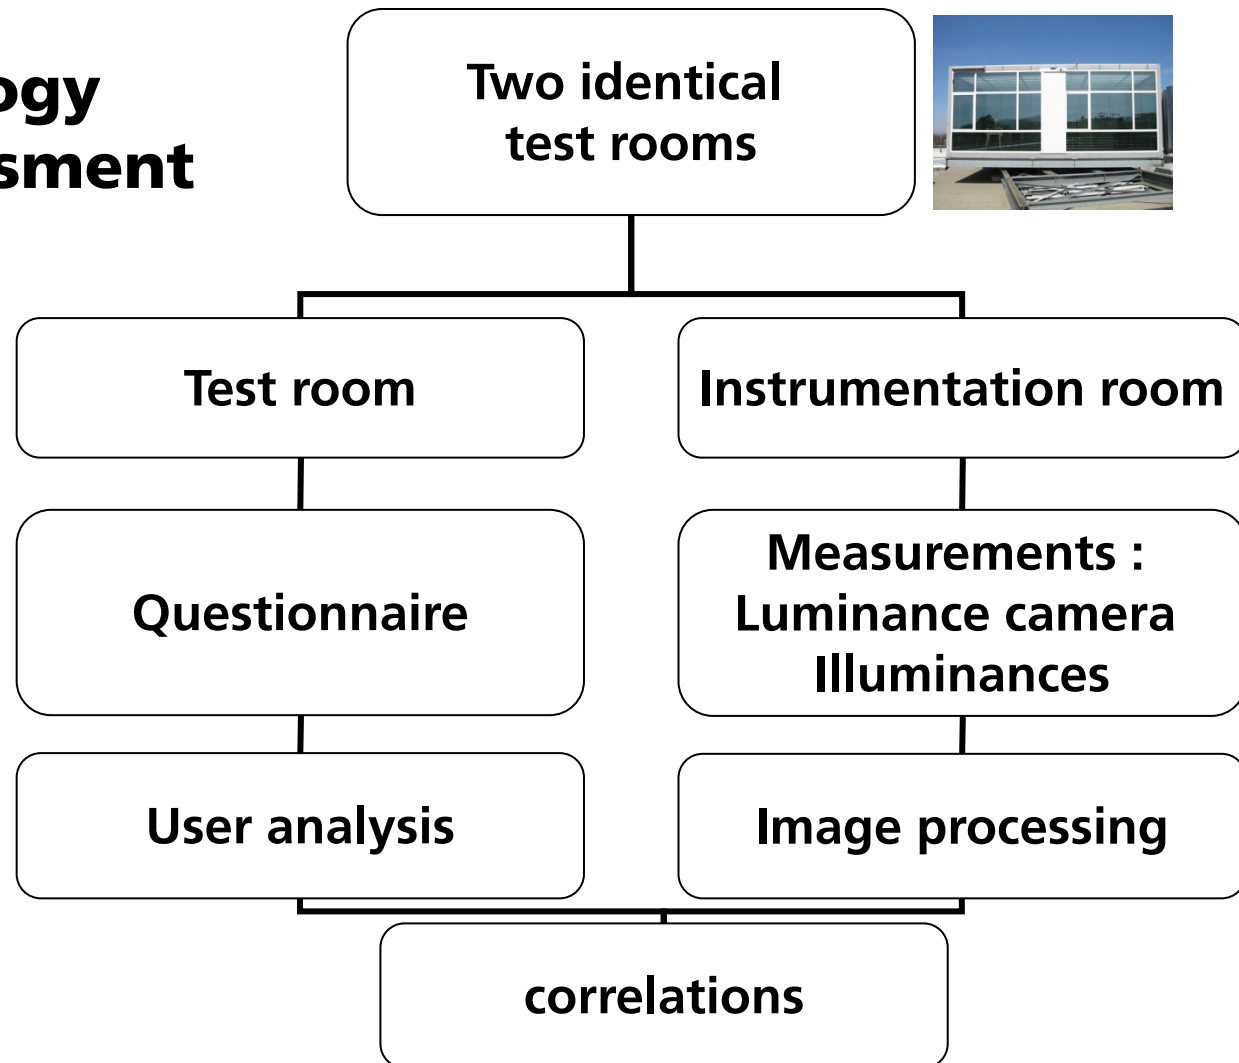 ogy
sment
Two identical
test rooms
Test room
Instrumentation room
Questionnaire
Measurements :
Luminance camera
Illuminances
User analysis
Image processing
correlations